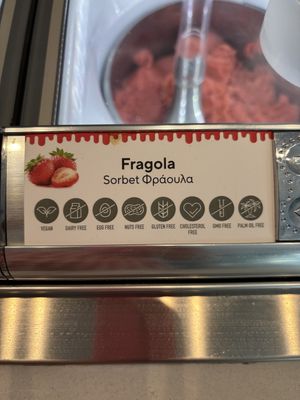 Fragola
Sorbet Φράουλα
VEGAN DAIRY FREE EGG FREE NUTS FREE GLUTEN FREE CHOLESTEROL FREE GMO FREE PALM OIL FREE